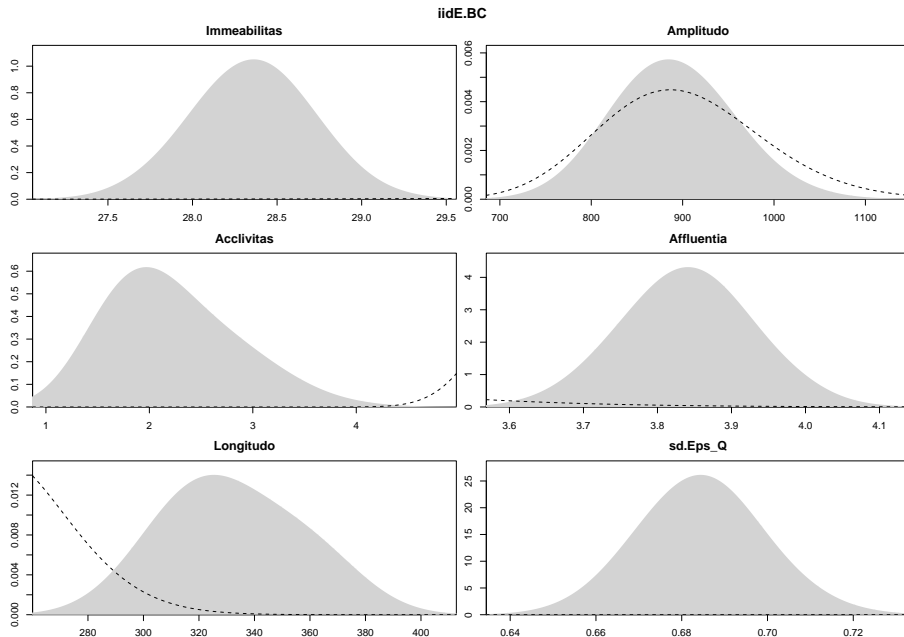 iidE.BC
Immeabilitas
0.0 0.2 0.4 0.6 0.8 1.0
27.5 28.0 28.5 29.0 29.5
Amplitudo
0.000 0.002 0.004 0.006
700 800 900 1000 1100
Acclivitas
0.0 0.1 0.2 0.3 0.4 0.5 0.6
1 2 3 4
Affluentia
0 1 2 3 4
3.6 3.7 3.8 3.9 4.0 4.1
Longitudo
0.000 0.004 0.008 0.012
280 300 320 340 360 380 400
sd.Eps_Q
0 5 10 15 20 25
0.64 0.66 0.68 0.70 0.72